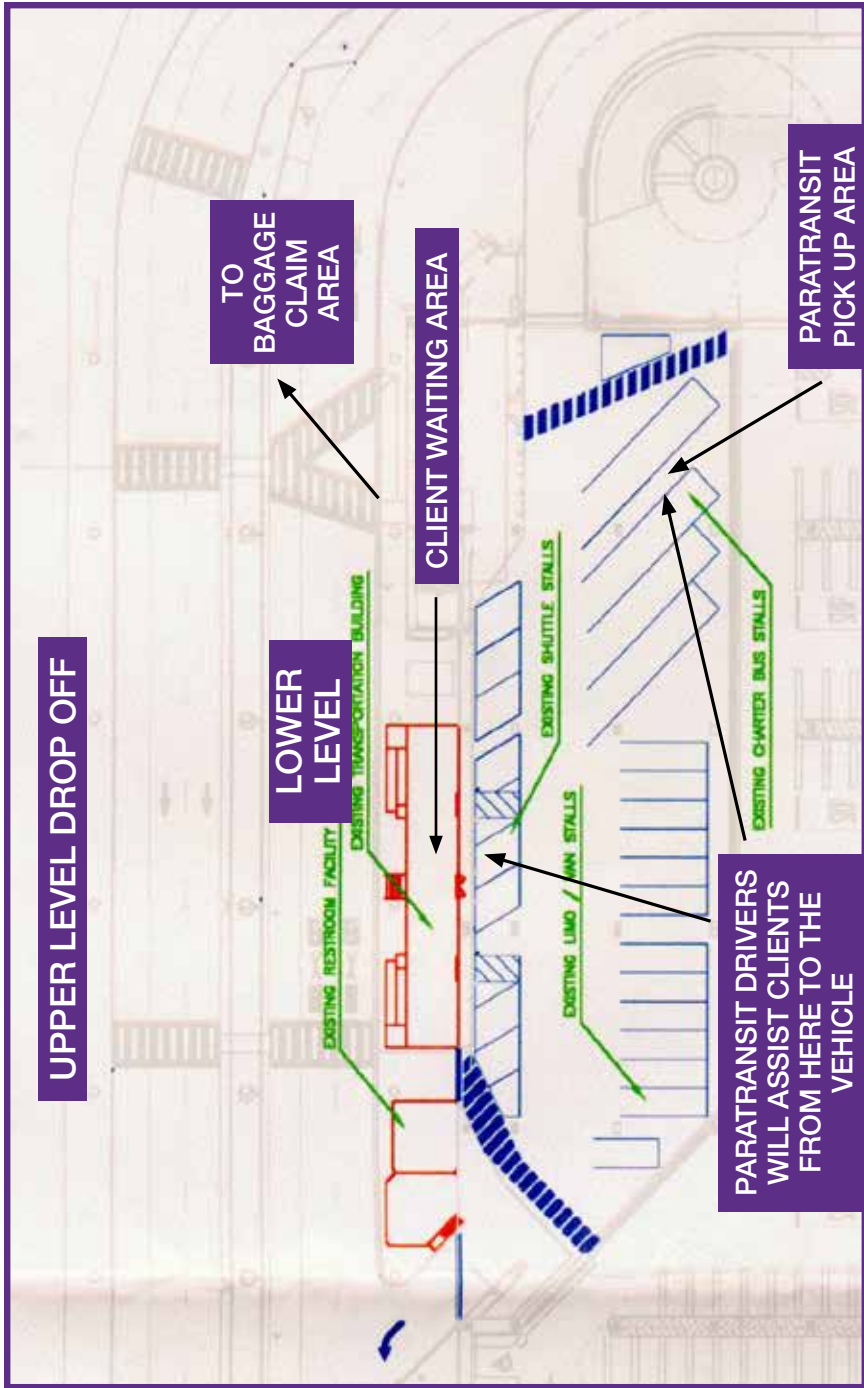 UPPER LEVEL DROP OFF
TO
BAGGAGE
CLAIM
AREA
LOWER
LEVEL
CLIENT WAITING AREA
EXISTING RESTROOM FACILITY
EXISTING TRANSPORTATION BUILDING
EXISTING SHUTTLE STALLS
EXISTING LIMO / VAN STALLS
EXISTING CHARTER BUS STALLS
PARATRANSIT DRIVERS
WILL ASSIST CLIENTS
FROM HERE TO THE
VEHICLE
PARATRANSIT
PICK UP AREA